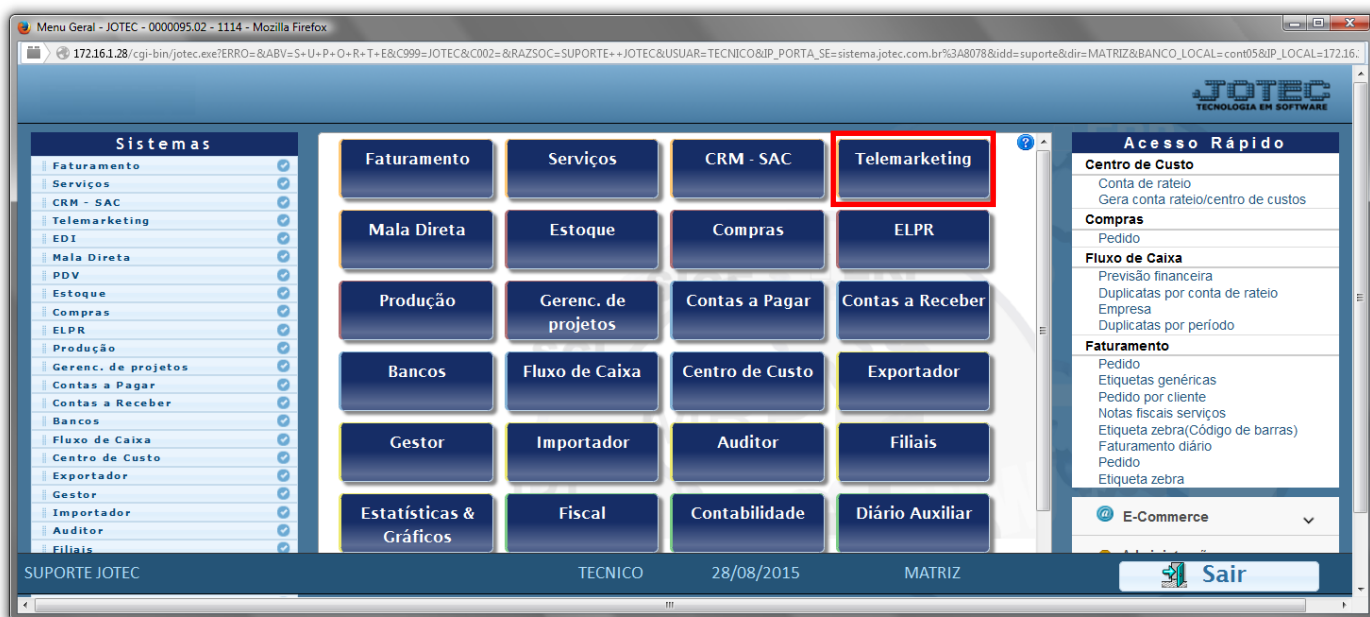 Menu Geral - JOTEC - 0000095.02 - 1114 - Mozilla Firefox
172.16.1.28/cgi-bin/jotec.exe?ERRO=&ABV=S+U+P+O+R+T+E&C999=JOTEC&C002=&RAZSOC=SUPORTE++JOTEC&USUAR=TECNICO&IP_PORTA_SE=sistema.jotec.com.br%3A8078&idd=suporte&dir=MATRIZ&BANCO_LOCAL=cont05&IP_LOCAL=172.16.
JOTEC
TECNOLOGIA EM SOFTWARE
Sistemas
Faturamento
Serviços
CRM - SAC
Telemarketing
EDI
Mala Direta
PDV
Estoque
Compras
ELPR
Produção
Gerenc. de projetos
Contas a Pagar
Contas a Receber
Bancos
Fluxo de Caixa
Centro de Custo
Exportador
Gestor
Importador
Auditor
Filiais
Faturamento
Serviços
CRM - SAC
Telemarketing
Mala Direta
Estoque
Compras
ELPR
Produção
Gerenc. de
projetos
Contas a Pagar
Contas a Receber
Bancos
Fluxo de Caixa
Centro de Custo
Exportador
Gestor
Importador
Auditor
Filiais
Estatísticas &
Gráficos
Fiscal
Contabilidade
Diário Auxiliar
Acesso Rápido
Centro de Custo
Conta de rateio
Gera conta rateio/centro de custos
Compras
Pedido
Fluxo de Caixa
Previsão financeira
Duplicatas por conta de rateio
Empresa
Duplicatas por período
Faturamento
Pedido
Etiquetas genéricas
Pedido por cliente
Notas fiscais serviços
Etiqueta zebra(Código de barras)
Faturamento diário
Pedido
Etiqueta zebra
E-Commerce
SUPORTE JOTEC
TECNICO
28/08/2015
MATRIZ
Sair